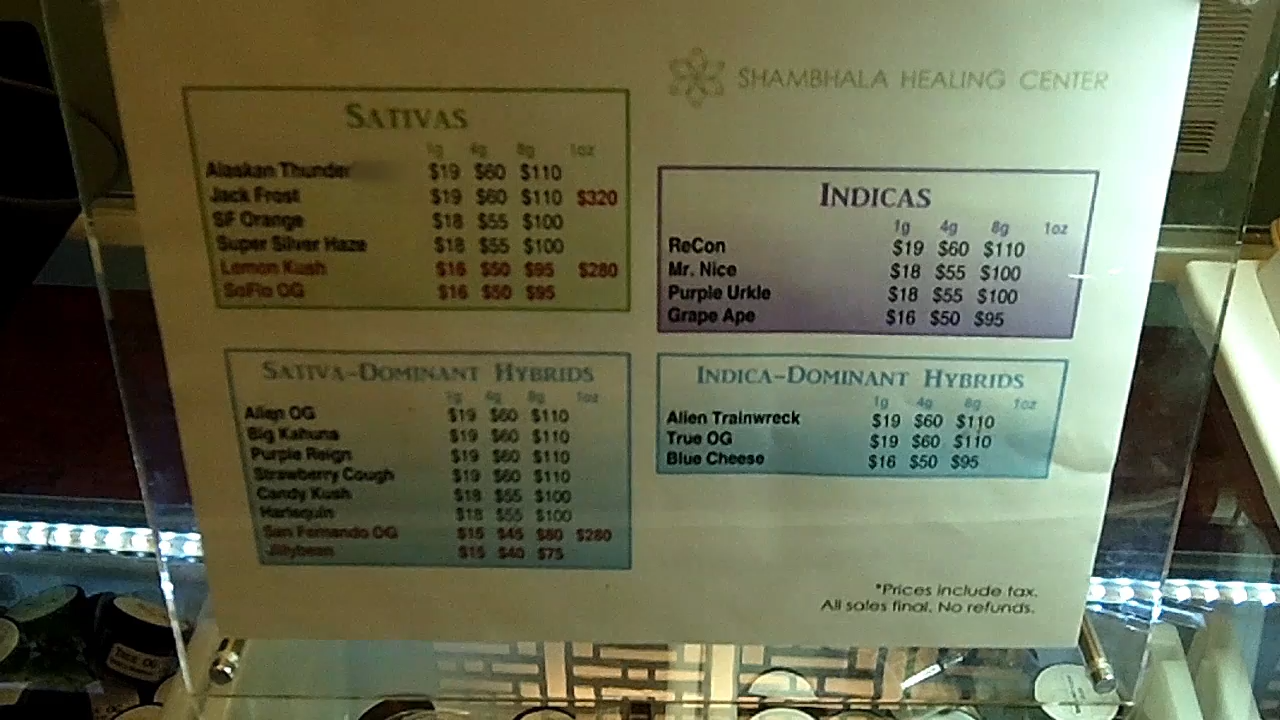 SHAMBHALA HEALING CENTER
SATIVAS
1g 4g 8g 1oz
Alaskan Thunder $19 $60 $110
Jack Frost $19 $60 $110 $320
SF Orange $18 $55 $100
Super Silver Haze $18 $55 $100
Lemon Kush $16 $50 $95 $280
SoFlo OG $16 $50 $95
INDICAS
1g 4g 8g 1oz
ReCon $19 $60 $110
Mr. Nice $18 $55 $100
Purple Urkle $18 $55 $100
Grape Ape $16 $50 $95
SATIVA-DOMINANT HYBRIDS
1g 4g 8g 1oz
Alien OG $19 $60 $110
Big Kahuna $19 $60 $110
Purple Reign $19 $60 $110
Strawberry Cough $19 $60 $110
Candy Kush $18 $55 $100
Harlequin $18 $55 $100
San Fernando OG $15 $45 $80 $280
Jillybean $15 $40 $75
INDICA-DOMINANT HYBRIDS
1g 4g 8g 1oz
Alien Trainwreck $19 $60 $110
True OG $19 $60 $110
Blue Cheese $16 $50 $95
*Prices include tax.
All sales final. No refunds.